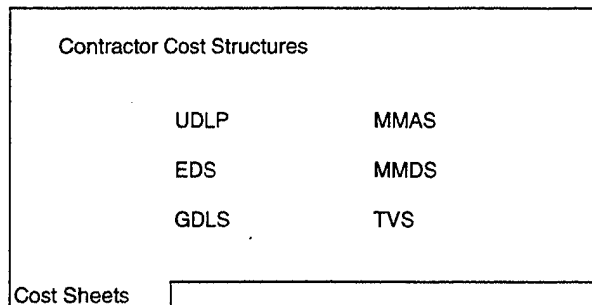 Contractor Cost Structures
UDLP MMAS
EDS MMDS
GDLS TVS
Cost Sheets